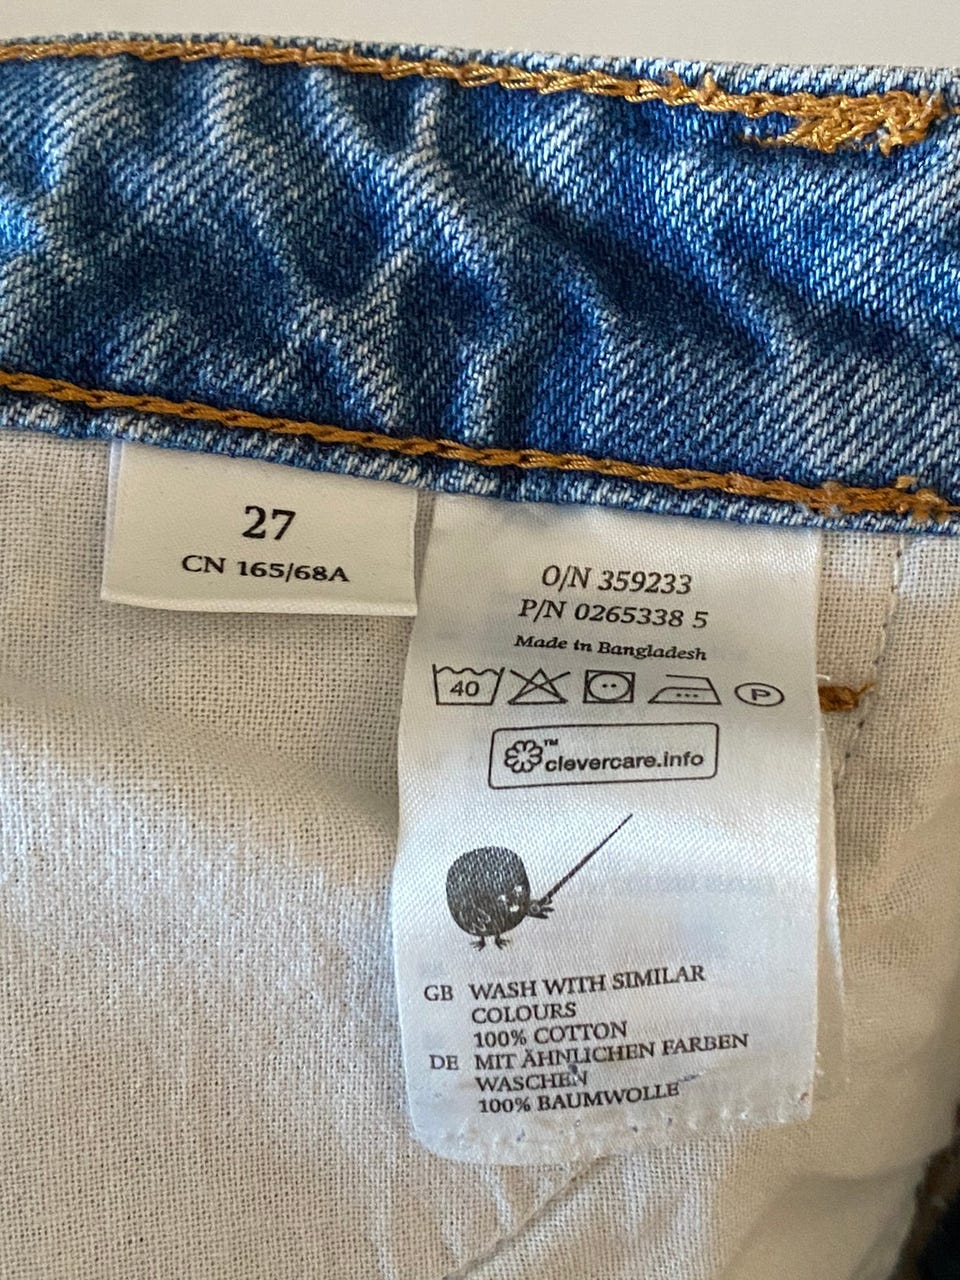 27
CN 165/68A
O/N 359233
P/N 0265338 5
Made in Bangladesh
40
P
™
clevercare.info
GB WASH WITH SIMILAR
COLOURS
100% COTTON
DE MIT ÄHNLICHEN FARBEN
WASCHEN
100% BAUMWOLLE